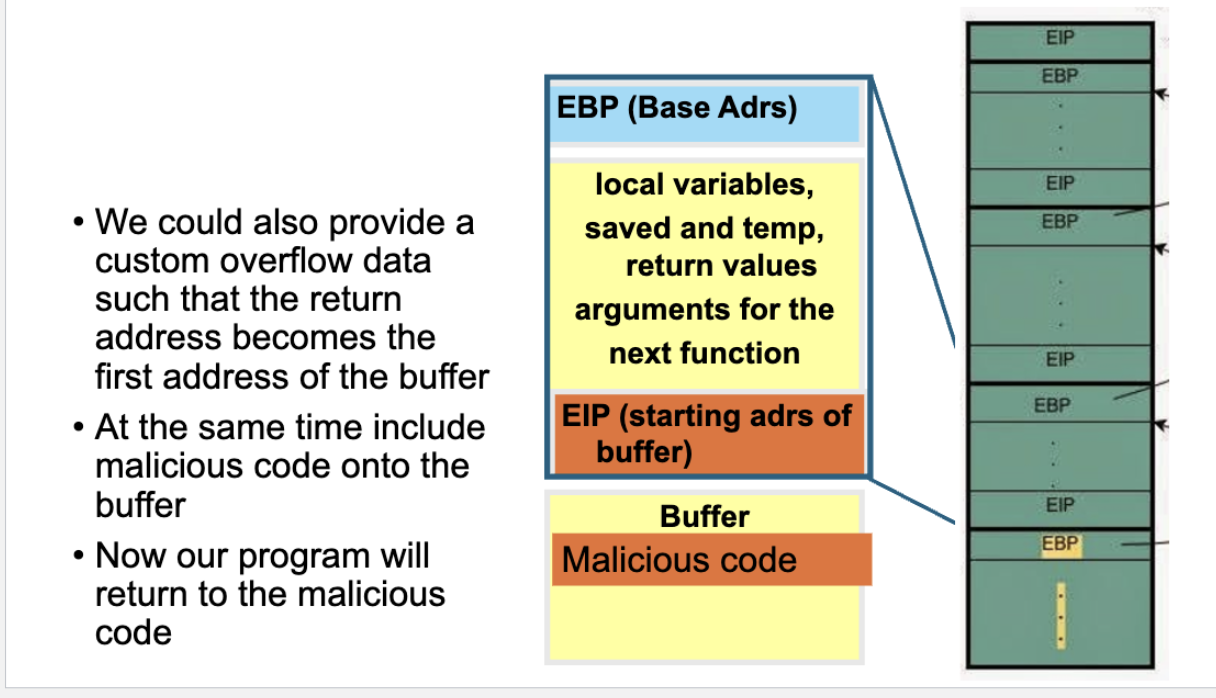 • We could also provide a
custom overflow data
such that the return
address becomes the
first address of the buffer
• At the same time include
malicious code onto the
buffer
• Now our program will
return to the malicious
code
EBP (Base Adrs)
local variables,
saved and temp,
return values
arguments for the
next function
EIP (starting adrs of
buffer)
Buffer
Malicious code
EIP
EBP
EIP
EBP
EIP
EBP
EIP
EBP